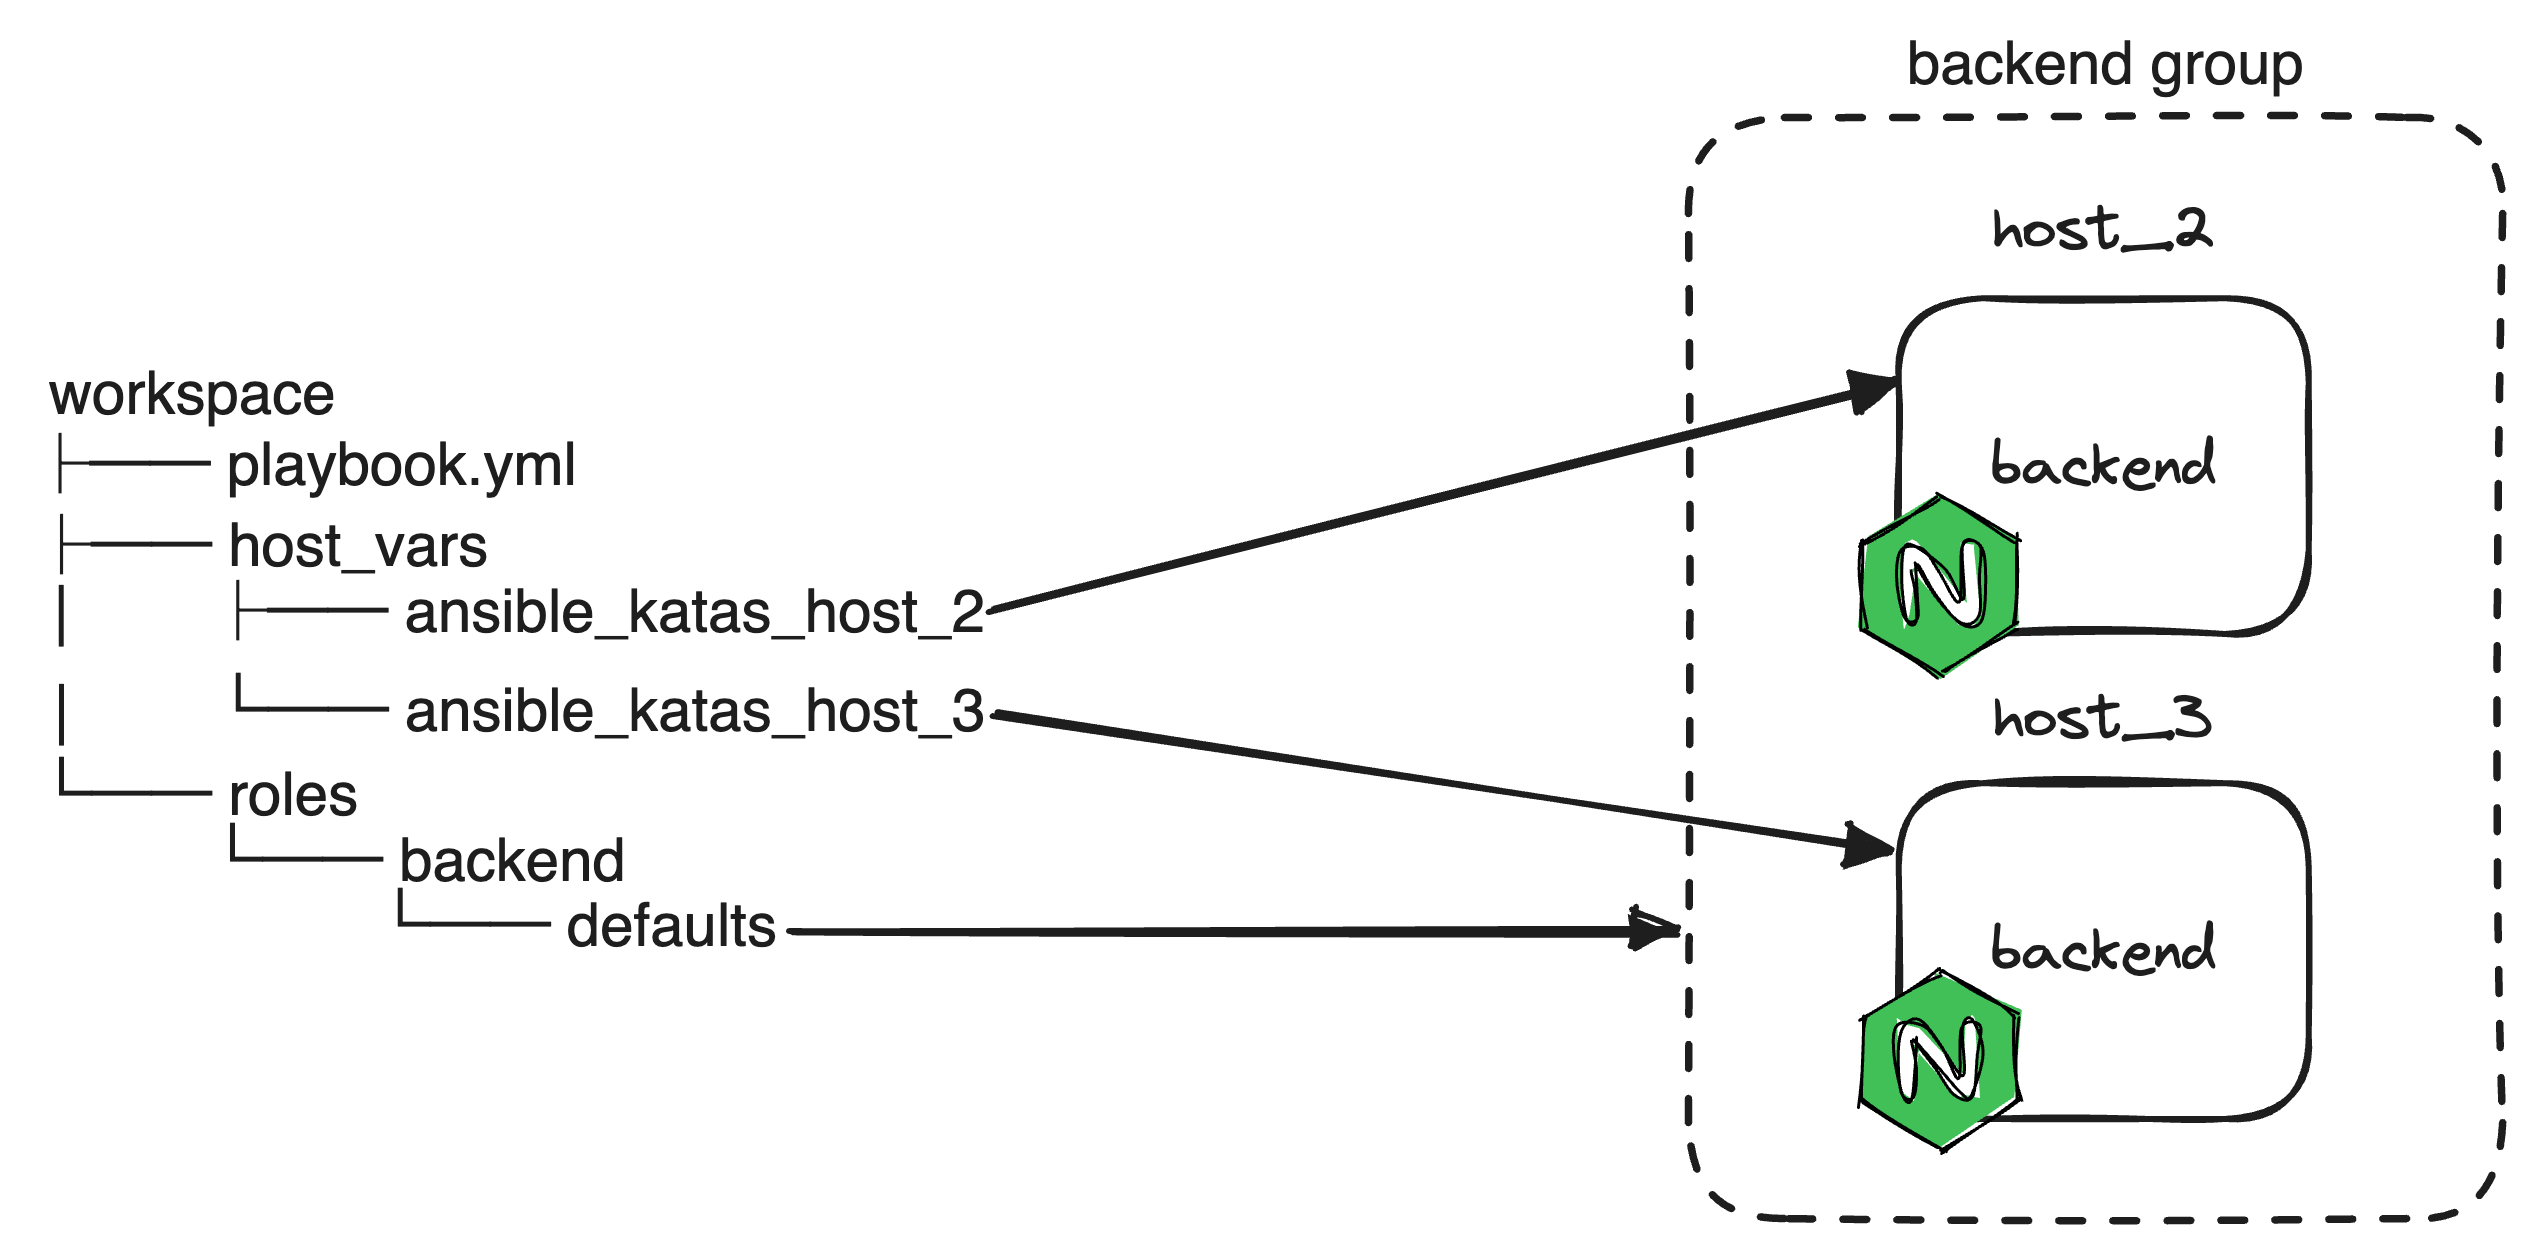 backend group
host_2
backend
N
host_3
backend
N
workspace
playbook.yml
host_vars
ansible_katas_host_2
ansible_katas_host_3
roles
backend
defaults